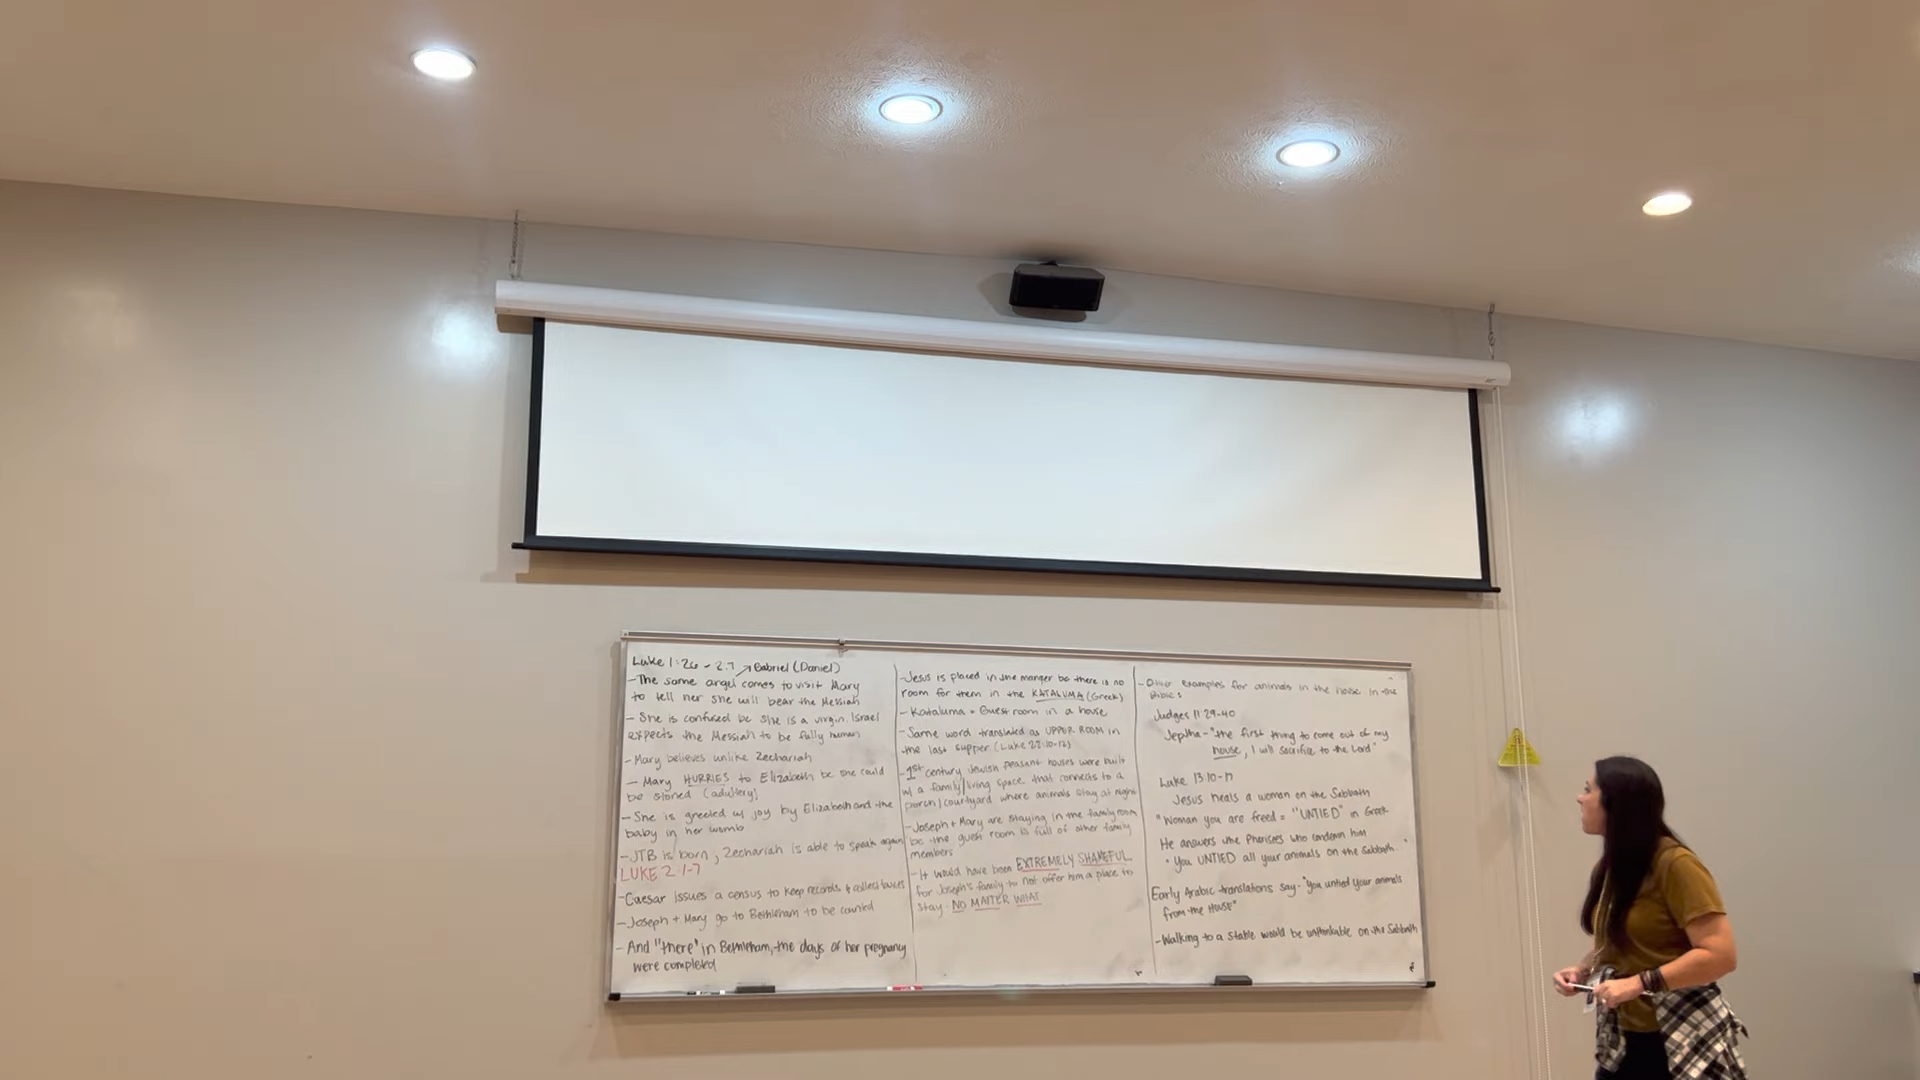 Luke 1:26 - 2:7 → Gabriel (Daniel)
- The same angel comes to visit Mary
to tell her she will bear the Messiah
- She is confused bc she is a virgin. Israel
expects the Messiah to be fully human
- Mary believes unlike Zechariah
- Mary HURRIES to Elizabeth bc she could
be stoned (adultery)
- She is greeted w/ joy by Elizabeth and the
baby in her womb
- JTB is born, Zechariah is able to speak again
LUKE 2:1-7
- Caesar issues a census to keep records & collect taxes
- Joseph + Mary go to Bethlehem to be counted
- And "there" in Bethlehem, the days of her pregnancy
were completed
- Jesus is placed in the manger bc there is no
room for them in the KATALUMA (Greek)
- Kataluma = Guest room in a house
- Same word translated as UPPER ROOM in
the last supper (Luke 22:10-12)
- 1st century Jewish peasant houses were built
w/ a family/living space that connects to a
porch/courtyard where animals stay at night
- Joseph + Mary are staying in the family room
bc the guest room is full of other family
members
- It would have been EXTREMELY SHAMEFUL
for Joseph's family to not offer him a place to
stay - NO MATTER WHAT
- Other examples for animals in the house in the
Bible:
Judges 11:29-40
Jeptha - "the first thing to come out of my
house, I will sacrifice to the Lord"
Luke 13:10-17
Jesus heals a woman on the Sabbath
"Woman you are freed = "UNTIED" in Greek
He answers the Pharisees who condemn him
"You UNTIED all your animals on the Sabbath..."
Early Arabic translations say - "you untied your animals
from the House"
- Walking to a stable would be unthinkable on the Sabbath